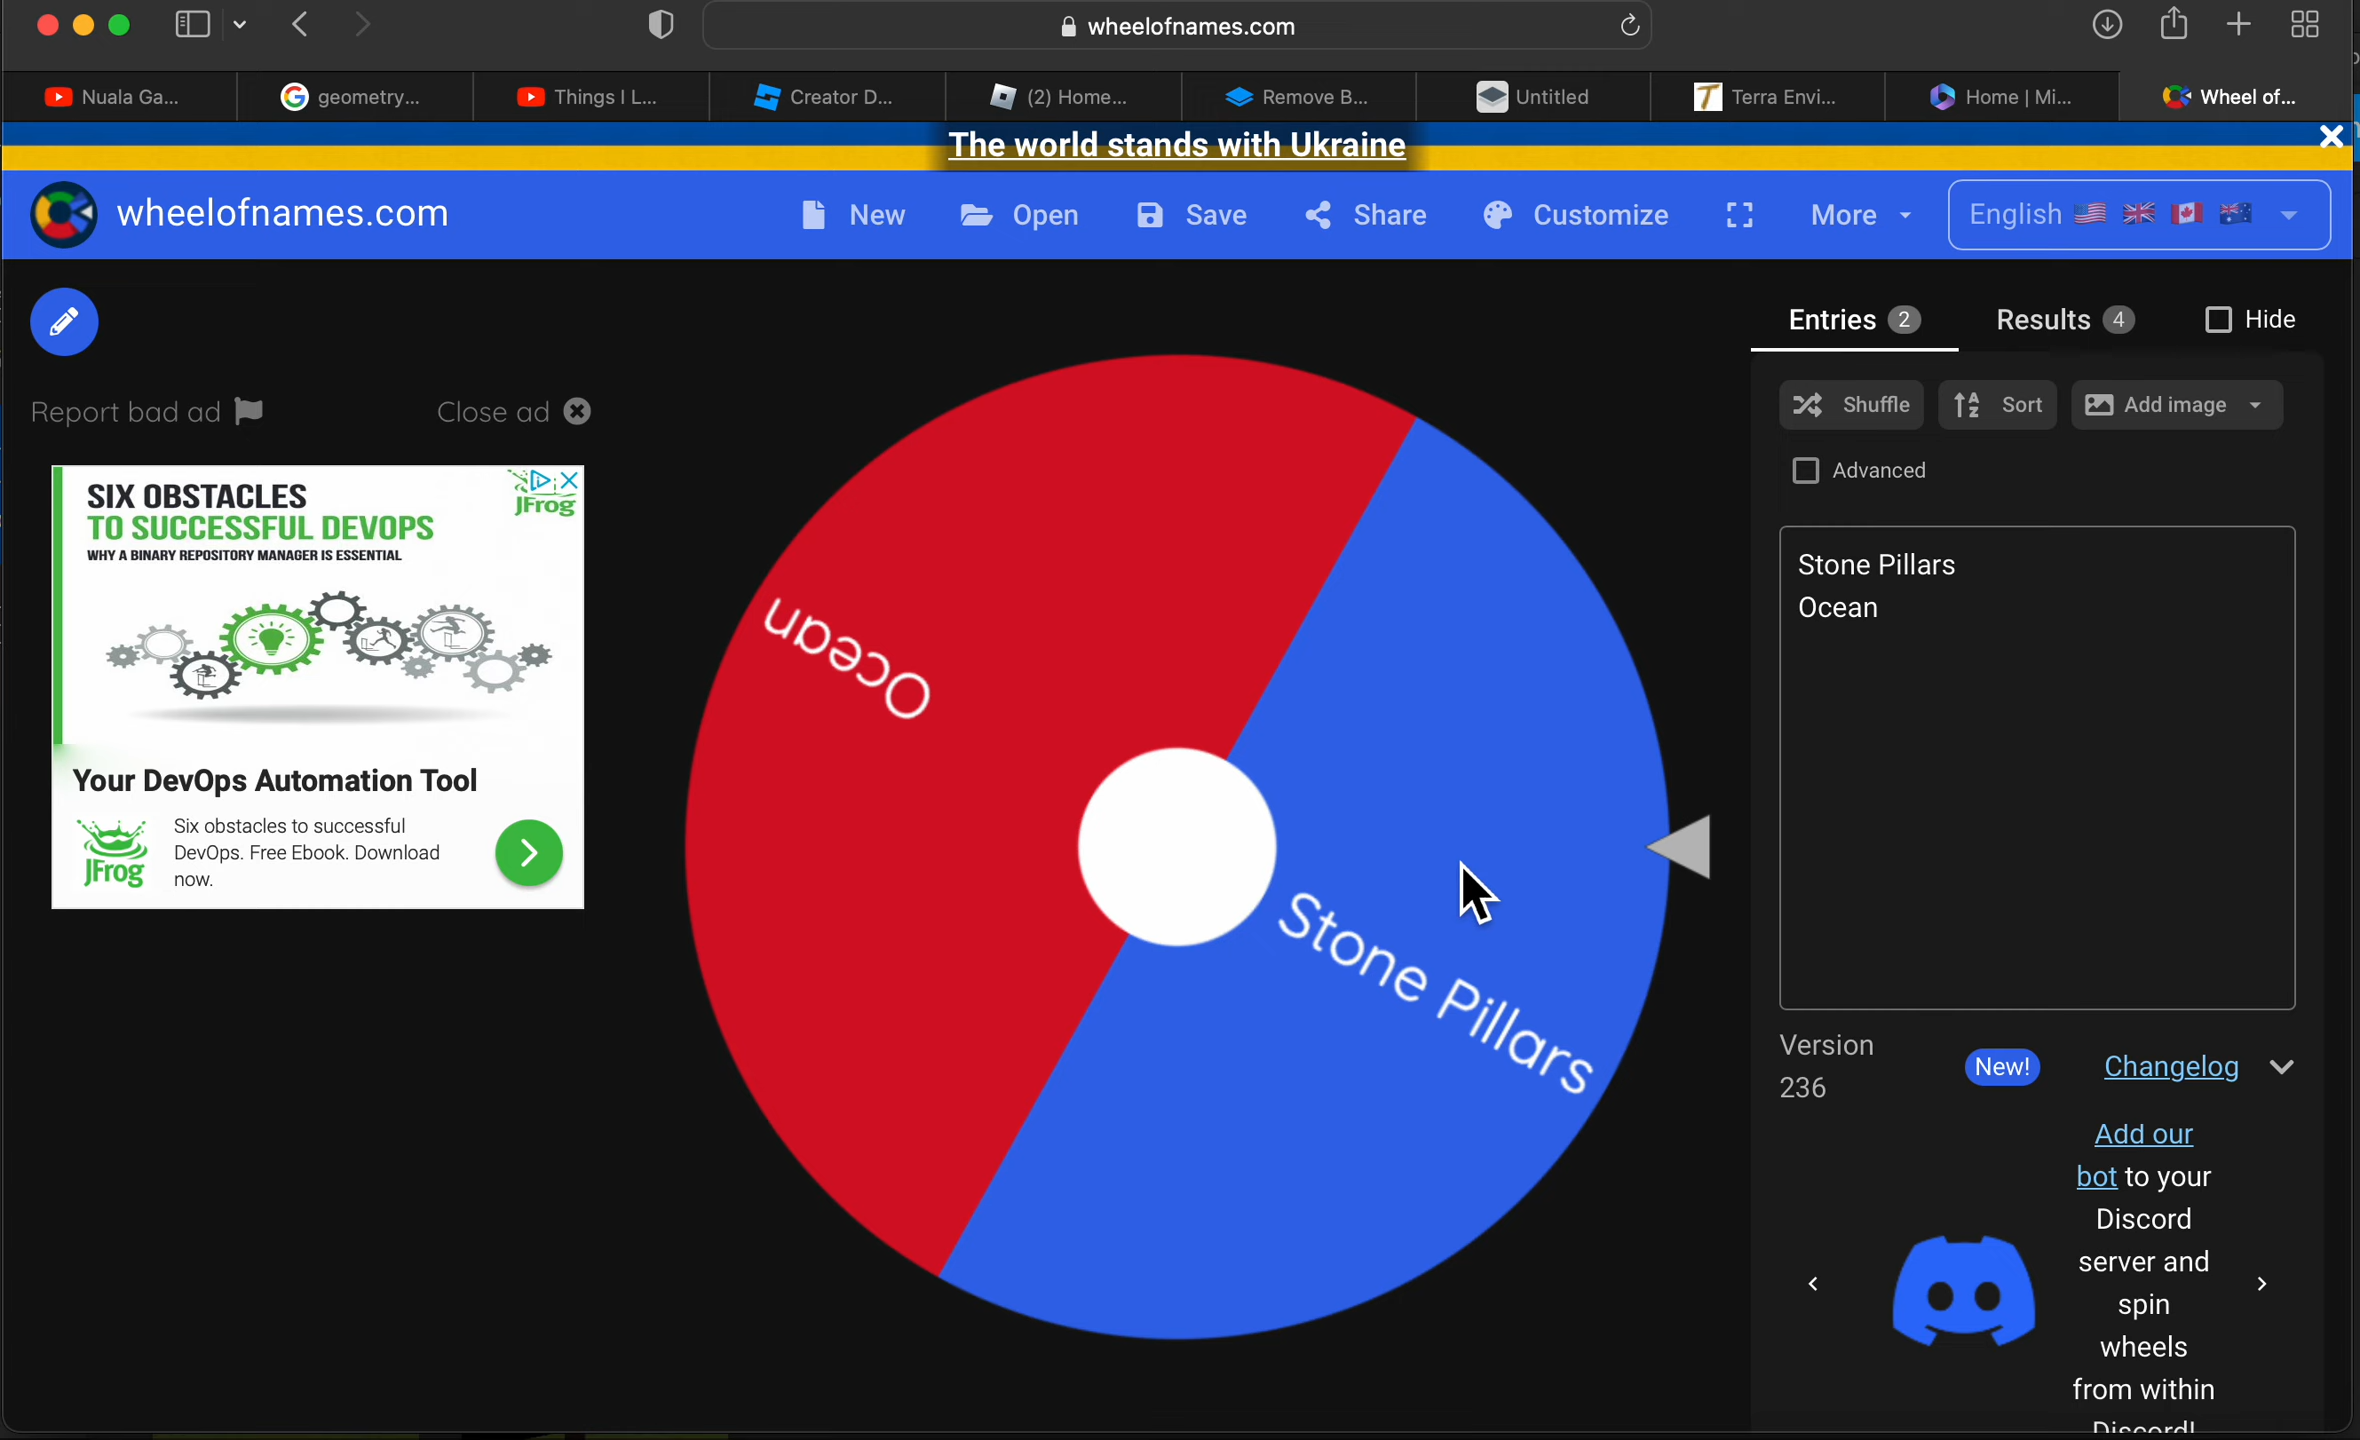 wheelofnames.com
Nuala Ga...
geometry...
Things I L...
Creator D...
(2) Home...
Remove B...
Untitled
Terra Envi...
Home | Mi...
Wheel of...
The world stands with Ukraine
wheelofnames.com
New
Open
Save
Share
Customize
More
English
Entries 2
Results 4
Hide
Report bad ad
Close ad
Shuffle
Sort
Add image
Advanced
SIX OBSTACLES
TO SUCCESSFUL DEVOPS
WHY A BINARY REPOSITORY MANAGER IS ESSENTIAL
JFrog
Your DevOps Automation Tool
JFrog
Six obstacles to successful
DevOps. Free Ebook. Download
now.
Ocean
Stone Pillars
Stone Pillars
Ocean
Version
236
New!
Changelog
Add our
bot to your
Discord
server and
spin
wheels
from within
Discord!